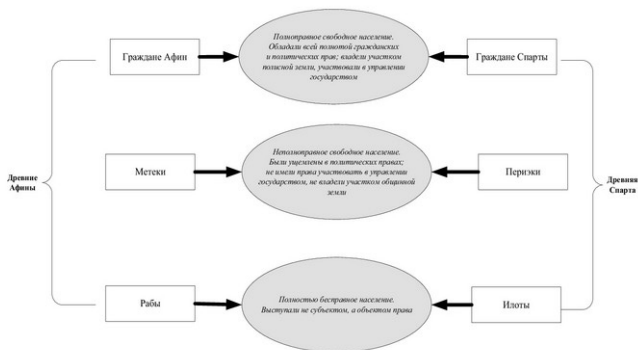 Полноправное свободное население.
Обладали всей полнотой гражданских
и политических прав; владели участком
полисной земли, участвовали в управлении
государством
Граждане Афин
Граждане Спарты
Неполноправное свободное население.
Были ущемлены в политических правах;
не имели права участвовать в управлении
государством, не владели участком общинной
земли
Метеки
Периэки
Древние
Афины
Древняя
Спарта
Полностью бесправное население.
Выступали не субъектом, а объектом права
Рабы
Илоты